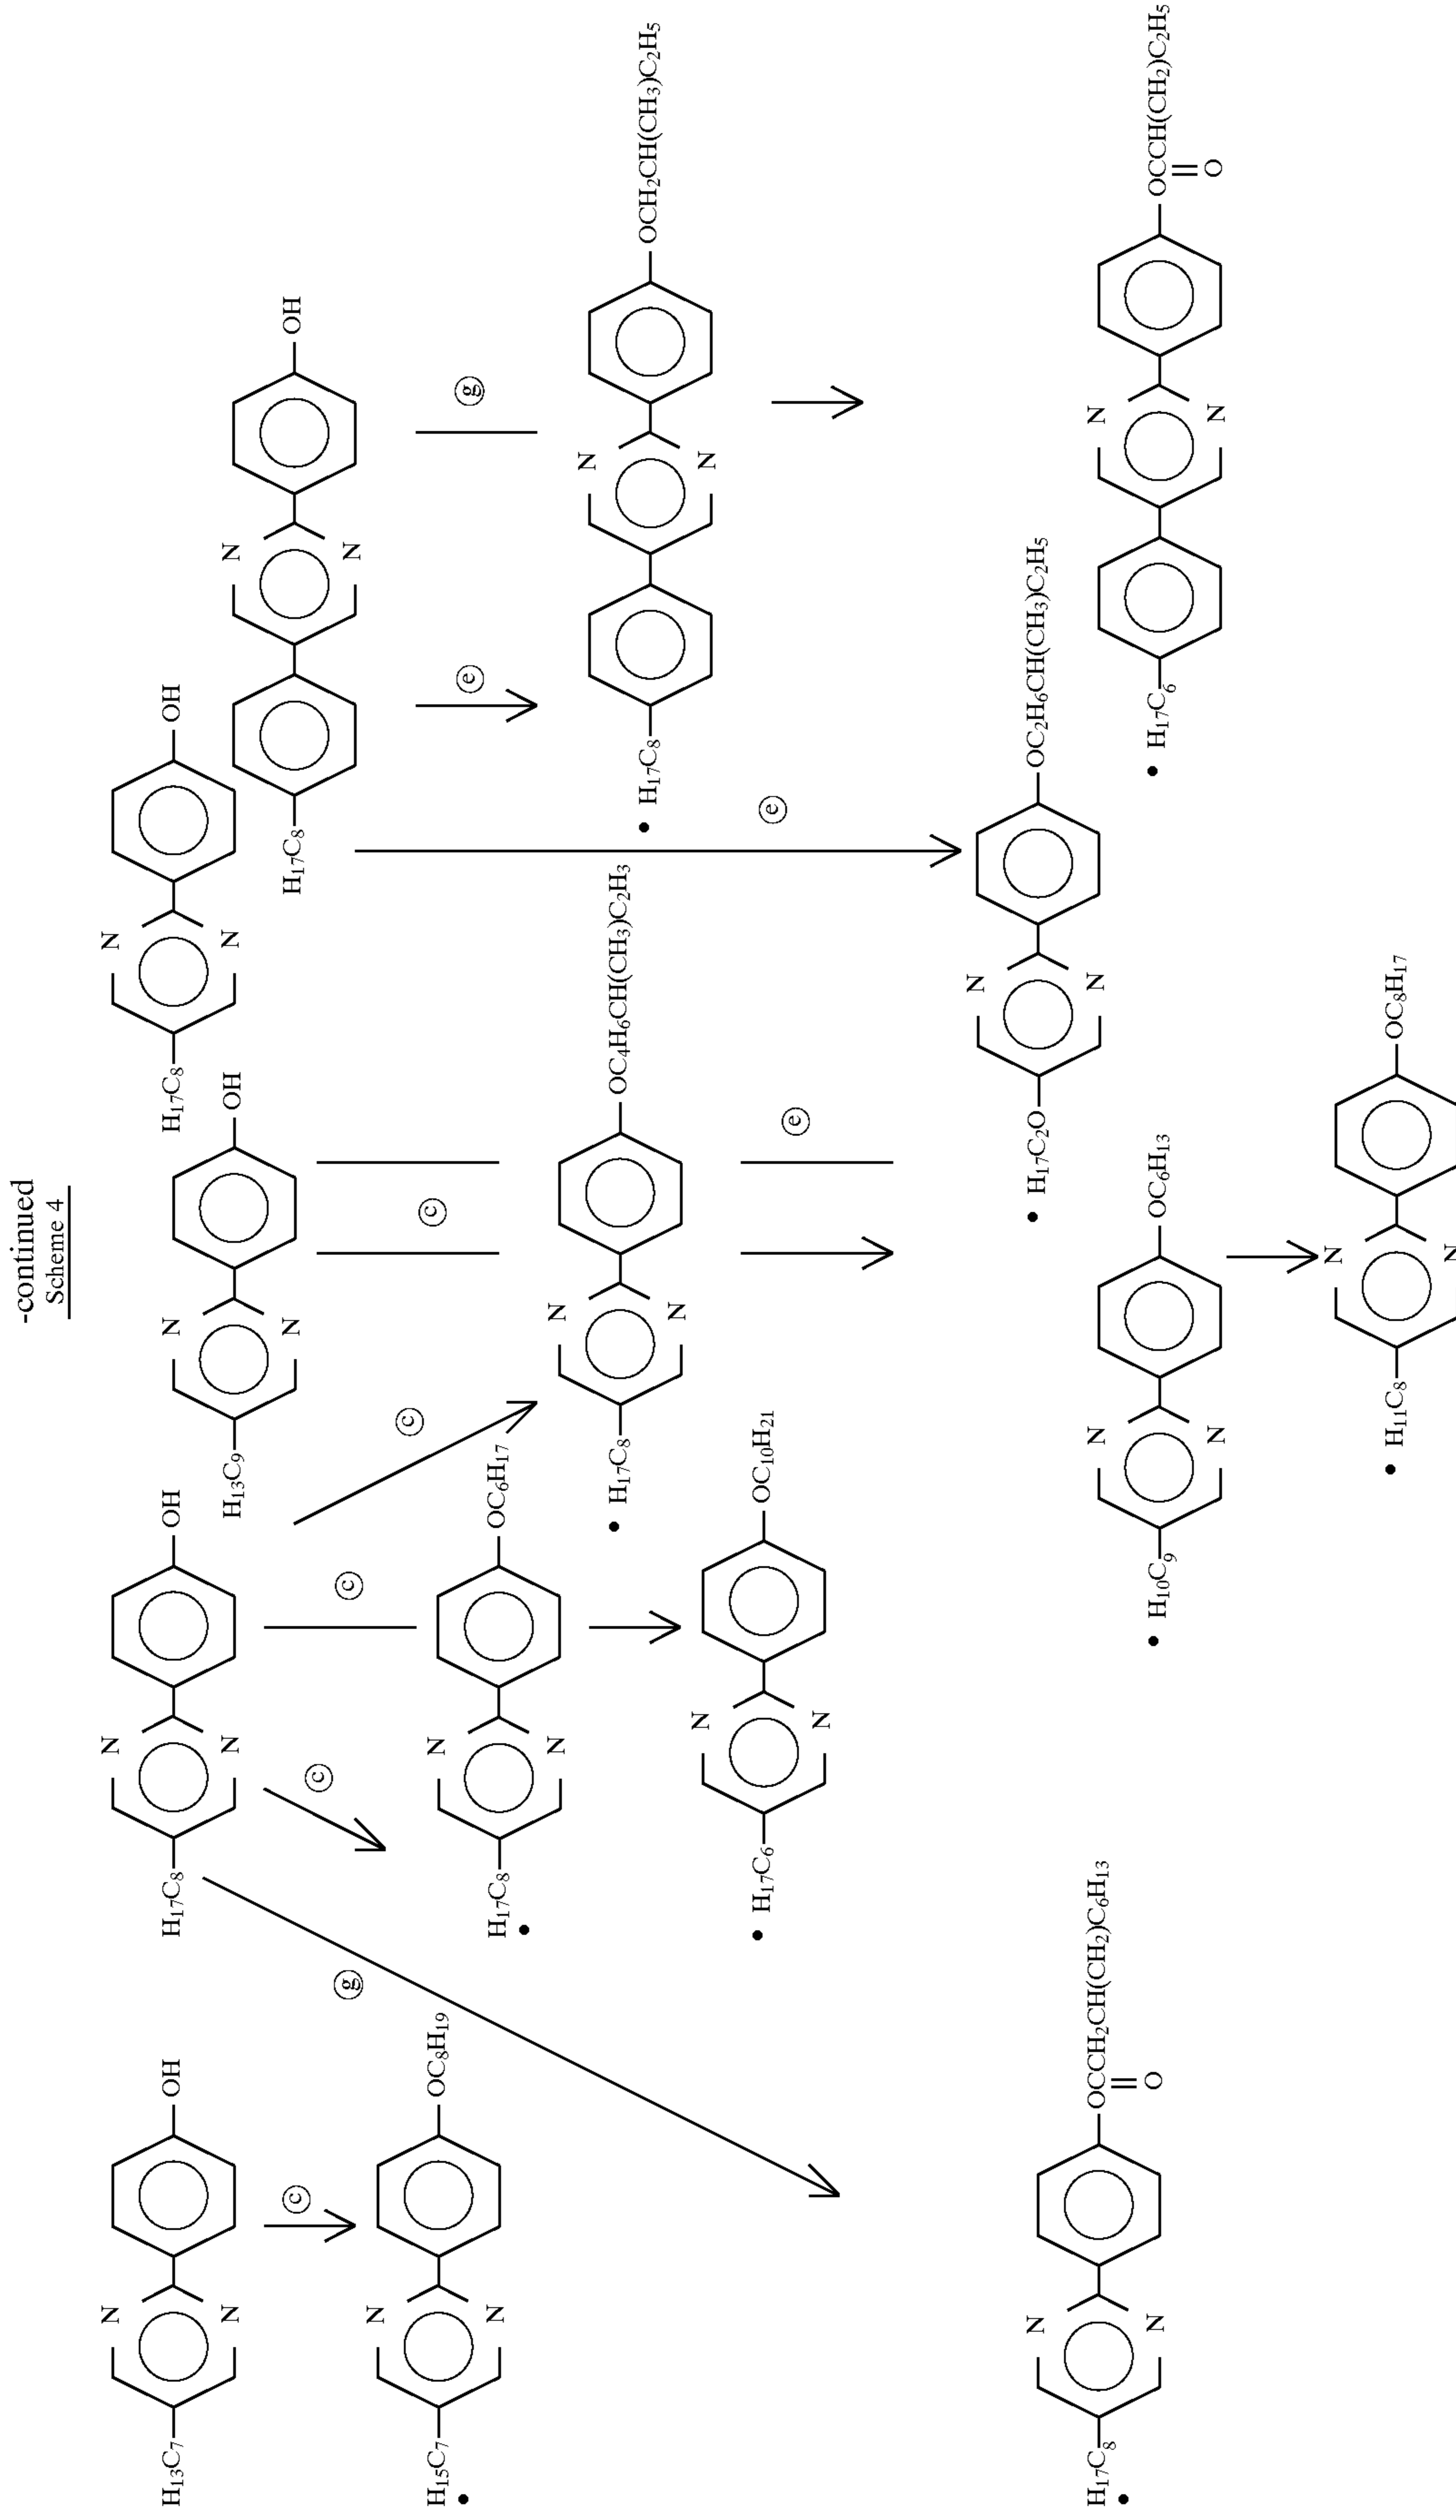 -continued
Scheme 4
H13C7
N
N
OH
H17C8
N
N
OH
H13C9
N
N
OH
H17C8
N
N
OH
H17C8
N
N
OH
c
g
c
c
c
c
e
g
H15C7
N
N
OC8H19
H17C8
N
N
OC6H17
H17C8
N
N
OC4H6CH(CH3)C2H3
H17C8
N
N
OCH2CH(CH3)C2H5
e
e
H17C6
N
N
OC10H21
H17C2O
N
N
OC2H6CH(CH3)C2H5
H17C8
N
N
OCCH2CH(CH2)C6H13
O
H10C9
N
N
OC6H13
H17C6
N
N
OCCH(CH2)C2H5
O
H11C8
N
N
OC8H17